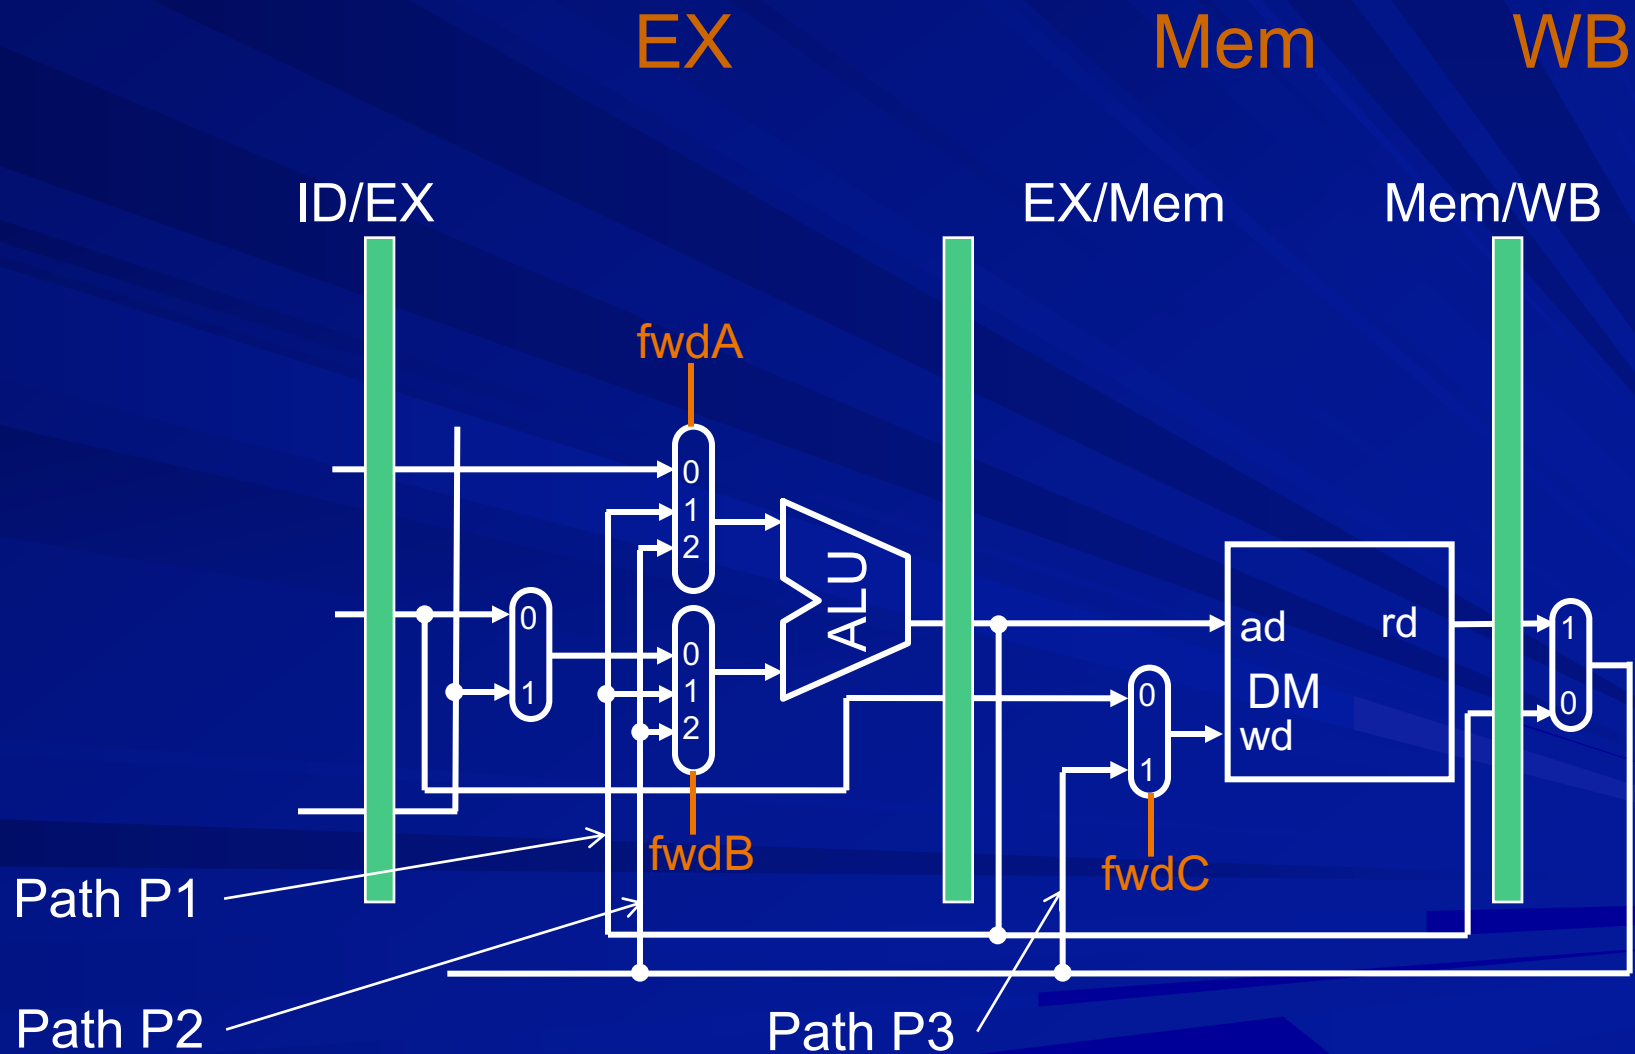 EX
Mem
WB
ID/EX
EX/Mem
Mem/WB
fwdA
0
1
2
ALU
0
1
0
1
2
ad
rd
DM
wd
0
1
1
0
fwdB
fwdC
Path P1
Path P2
Path P3